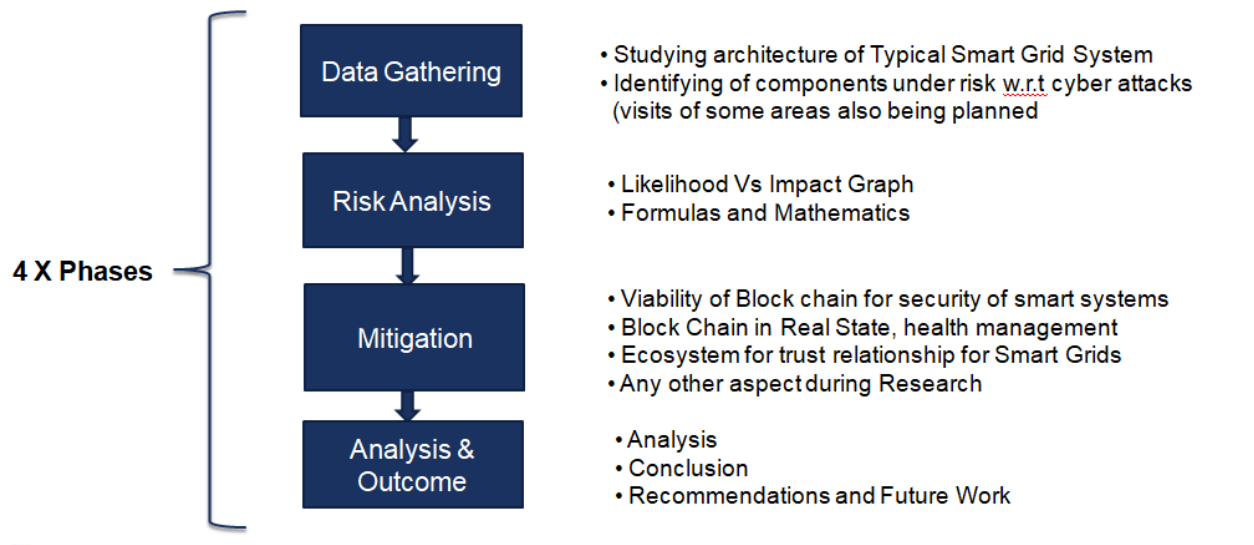 4 X Phases
Data Gathering
• Studying architecture of Typical Smart Grid System
• Identifying of components under risk w.r.t cyber attacks
(visits of some areas also being planned
Risk Analysis
• Likelihood Vs Impact Graph
• Formulas and Mathematics
Mitigation
• Viability of Block chain for security of smart systems
• Block Chain in Real State, health management
• Ecosystem for trust relationship for Smart Grids
• Any other aspect during Research
Analysis &
Outcome
• Analysis
• Conclusion
• Recommendations and Future Work